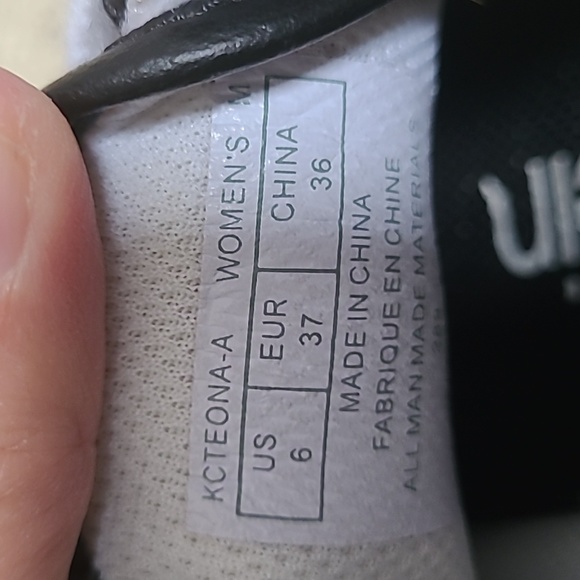 KCTEONA-A WOMEN'S M
US EUR CHINA
6 37 36
MADE IN CHINA
FABRIQUE EN CHINE
ALL MAN MADE MATERIALS